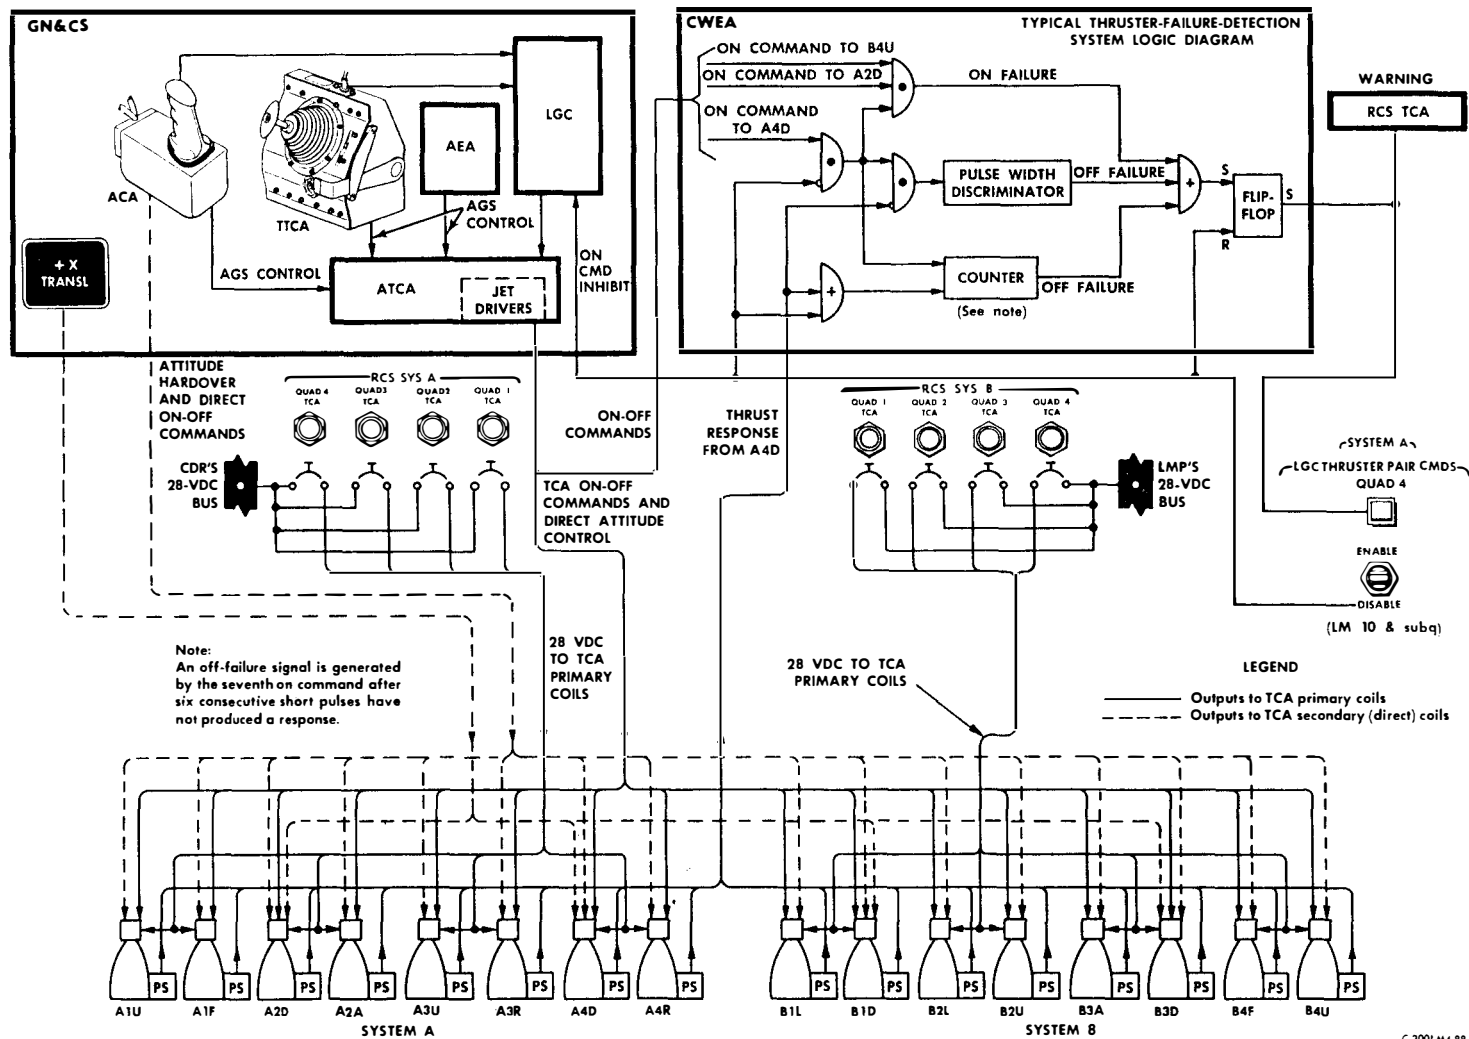 GN&CS
LGC
AEA
ACA
TTCA
AGS
CONTROL
+ X
TRANSL
AGS CONTROL
ATCA
JET
DRIVERS
ON
CMD
INHIBIT
CWEA
TYPICAL THRUSTER-FAILURE-DETECTION
SYSTEM LOGIC DIAGRAM
ON COMMAND TO B4U
ON COMMAND TO A2D
ON COMMAND
TO A4D
ON FAILURE
PULSE WIDTH
DISCRIMINATOR
OFF FAILURE
COUNTER
(See note)
OFF FAILURE
+
+
S
R
FLIP-
FLOP
S
WARNING
RCS TCA
ATTITUDE
HARDOVER
AND DIRECT
ON-OFF
COMMANDS
RCS SYS A
QUAD 4
TCA
QUAD3
TCA
QUAD2
TCA
QUAD 1
TCA
CDR'S
28-VDC
BUS
ON-OFF
COMMANDS
TCA ON-OFF
COMMANDS AND
DIRECT ATTITUDE
CONTROL
THRUST
RESPONSE
FROM A4D
RCS SYS B
QUAD 1
TCA
QUAD 2
TCA
QUAD 3
TCA
QUAD 4
TCA
LMP'S
28-VDC
BUS
SYSTEM A
LGC THRUSTER PAIR CMDS
QUAD 4
ENABLE
DISABLE
(LM 10 & subq)
Note:
An off-failure signal is generated
by the seventh on command after
six consecutive short pulses have
not produced a response.
28 VDC
TO TCA
PRIMARY
COILS
28 VDC TO TCA
PRIMARY COILS
LEGEND
Outputs to TCA primary coils
Outputs to TCA secondary (direct) coils
PS PS PS PS PS PS PS PS PS PS PS PS PS PS PS PS
A1U A1F A2D A2A A3U A3R A4D A4R B1L B1D B2L B2U B3A B3D B4F B4U
SYSTEM A
SYSTEM B